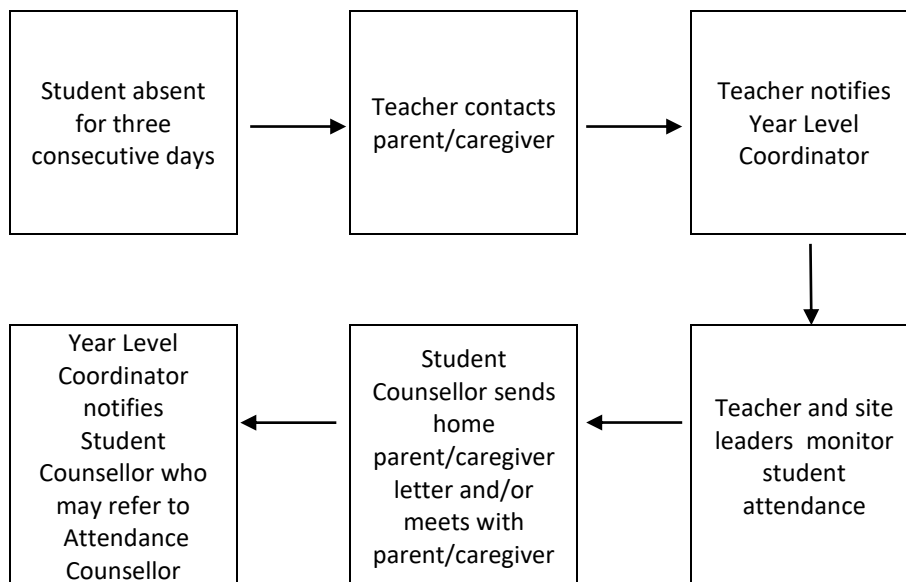 Student absent
for three
consecutive days
Teacher contacts
parent/caregiver
Teacher notifies
Year Level
Coordinator
Teacher and site
leaders  monitor
student
attendance
Student
Counsellor sends
home
parent/caregiver
letter and/or
meets with
parent/caregiver
Year Level
Coordinator
notifies
Student
Counsellor who
may refer to
Attendance
Counsellor